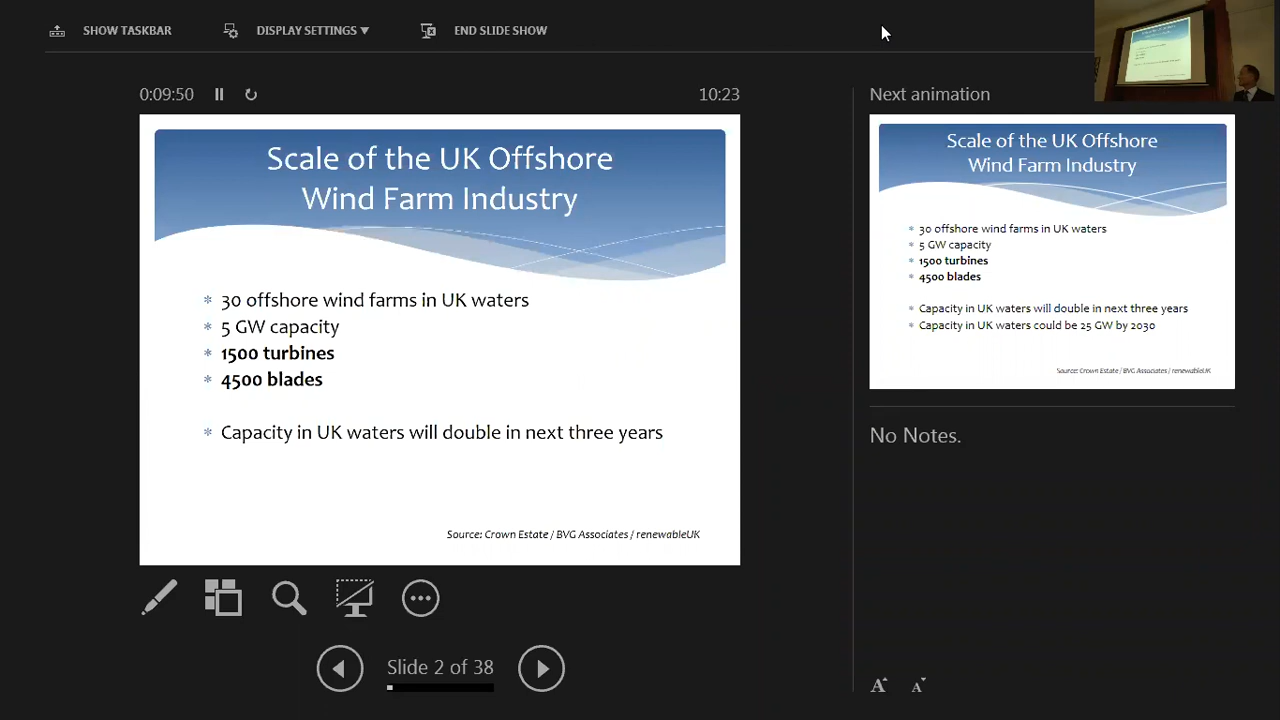 SHOW TASKBAR
DISPLAY SETTINGS
END SLIDE SHOW
0:09:50
10:23
Scale of the UK Offshore
Wind Farm Industry
30 offshore wind farms in UK waters
5 GW capacity
1500 turbines
4500 blades
Capacity in UK waters will double in next three years
Source: Crown Estate / BVG Associates / renewableUK
Slide 2 of 38
Next animation
Scale of the UK Offshore
Wind Farm Industry
30 offshore wind farms in UK waters
5 GW capacity
1500 turbines
4500 blades
Capacity in UK waters will double in next three years
Capacity in UK waters could be 25 GW by 2030
Source: Crown Estate / BVG Associates / renewableUK
No Notes.
A A